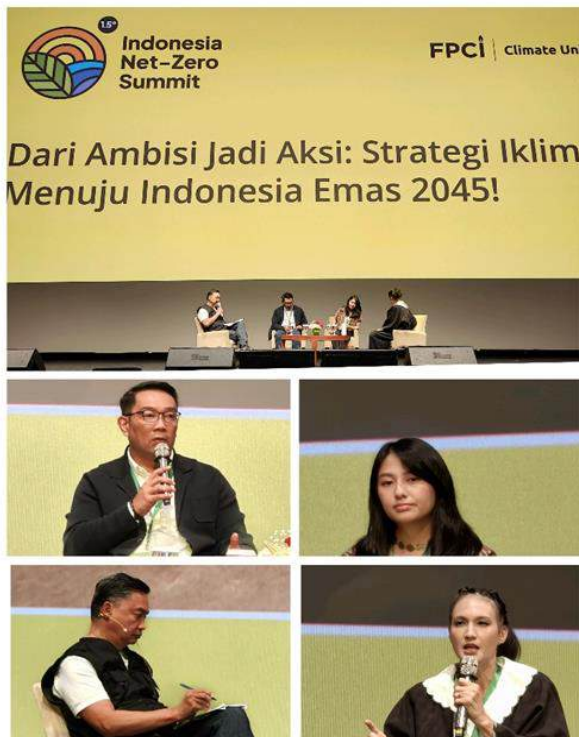 1.5°
Indonesia
Net-Zero
Summit
FPCI | Climate Un
Dari Ambisi Jadi Aksi: Strategi Iklim
Menuju Indonesia Emas 2045!